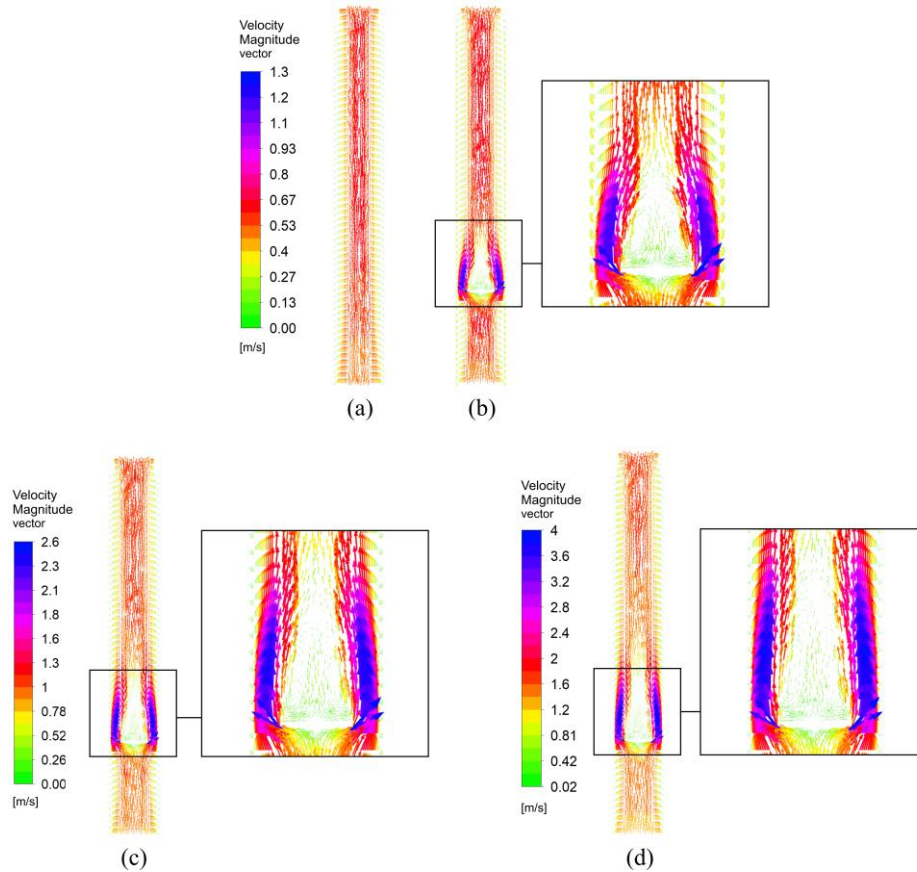 Velocity
Magnitude
vector
1.3
1.2
0.93
0.80
0.67
0.53
0.4
0.27
0.13
0.00
[m/s]
(a)
(b)
Velocity
Magnitude
vector
2.6
2.3
2.1
1.8
1.6
1.3
1
0.78
0.52
0.26
0.00
[m/s]
(c)
Velocity
Magnitude
vector
4
3.6
3.2
2.8
2.4
2
1.6
1.2
0.81
0.42
0.02
[m/s]
(d)